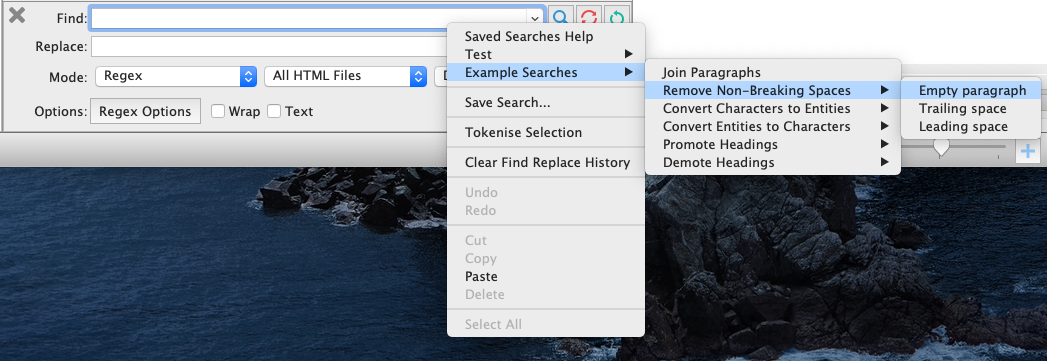 Find:
Replace:
Mode: Regex All HTML Files D
Options: Regex Options Wrap Text
Saved Searches Help
Test
Example Searches
Save Search...
Tokenise Selection
Clear Find Replace History
Undo
Redo
Cut
Copy
Paste
Delete
Select All
Join Paragraphs
Remove Non-Breaking Spaces
Convert Characters to Entities
Convert Entities to Characters
Promote Headings
Demote Headings
Empty paragraph
Trailing space
Leading space